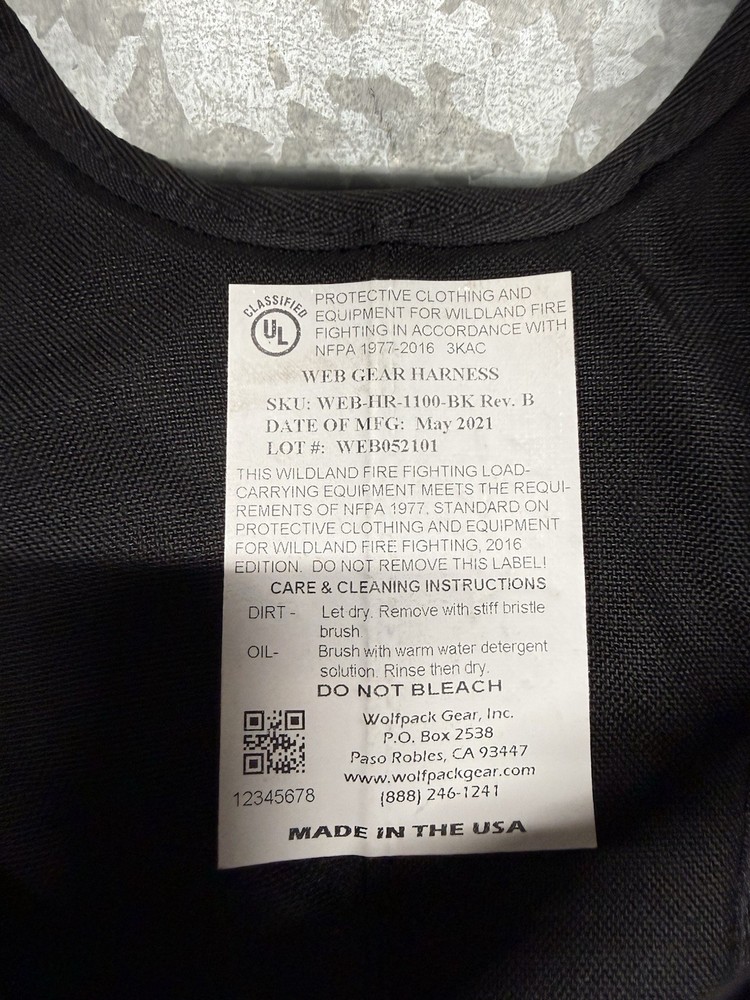 CLASSIFIED
UL
PROTECTIVE CLOTHING AND
EQUIPMENT FOR WILDLAND FIRE
FIGHTING IN ACCORDANCE WITH
NFPA 1977-2016 3KAC
WEB GEAR HARNESS
SKU: WEB-HR-1100-BK Rev. B
DATE OF MFG: May 2021
LOT #: WEB052101
THIS WILDLAND FIRE FIGHTING LOAD-
CARRYING EQUIPMENT MEETS THE REQUI-
REMENTS OF NFPA 1977, STANDARD ON
PROTECTIVE CLOTHING AND EQUIPMENT
FOR WILDLAND FIRE FIGHTING, 2016
EDITION. DO NOT REMOVE THIS LABEL!
CARE & CLEANING INSTRUCTIONS
DIRT - Let dry. Remove with stiff bristle
brush.
OIL- Brush with warm water detergent
solution. Rinse then dry.
DO NOT BLEACH
Wolfpack Gear, Inc.
P.O. Box 2538
Paso Robles, CA 93447
www.wolfpackgear.com
12345678 (888) 246-1241
MADE IN THE USA